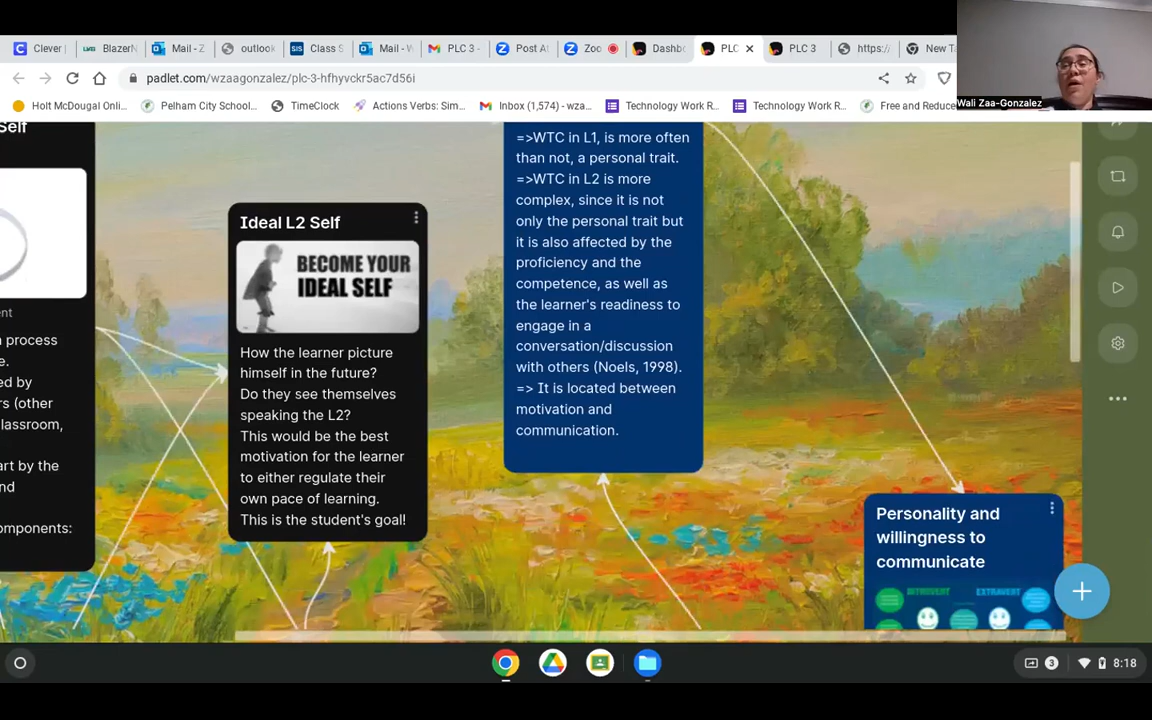 Clever
BlazerN
Mail - Z
outlook
SIS
Class S
Mail - W
PLC 3 -
Post At
Zoo
Dashb
PLC
PLC 3
https:/
New T
padlet.com/wzaagonzalez/plc-3-hfhyvckr5ac7d56i
Holt McDougal Onli...
Pelham City School...
TimeClock
Actions Verbs: Sim...
Inbox (1,574) - wza...
Technology Work R...
Technology Work R...
Free and Reduce
Wali Zaa-Gonzalez
Self
ent
process
e.
ed by
rs (other
lassroom,
art by the
nd
omponents:
Ideal L2 Self
BECOME YOUR
IDEAL SELF
How the learner picture
himself in the future?
Do they see themselves
speaking the L2?
This would be the best
motivation for the learner
to either regulate their
own pace of learning.
This is the student's goal!
=>WTC in L1, is more often
than not, a personal trait.
=>WTC in L2 is more
complex, since it is not
only the personal trait but
it is also affected by the
proficiency and the
competence, as well as
the learner's readiness to
engage in a
conversation/discussion
with others (Noels, 1998).
=> It is located between
motivation and
communication.
Personality and
willingness to
communicate
INTROVERT
EXTRAVERT
3
8:18